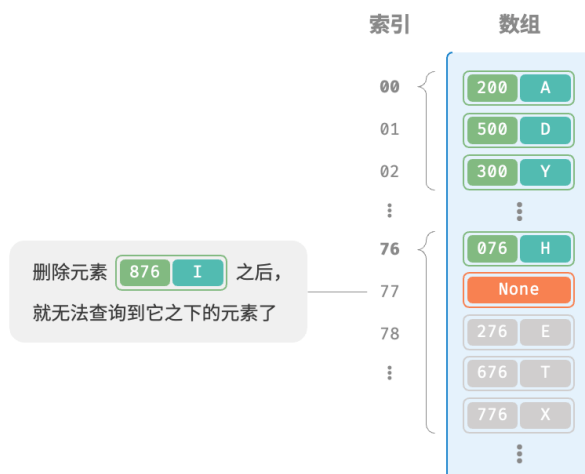 索引 数组
00 200 A
01 500 D
02 300 Y
76 076 H
删除元素 876 I 之后，
77 None
就无法查询到它之下的元素了
78 276 E
676 T
776 X